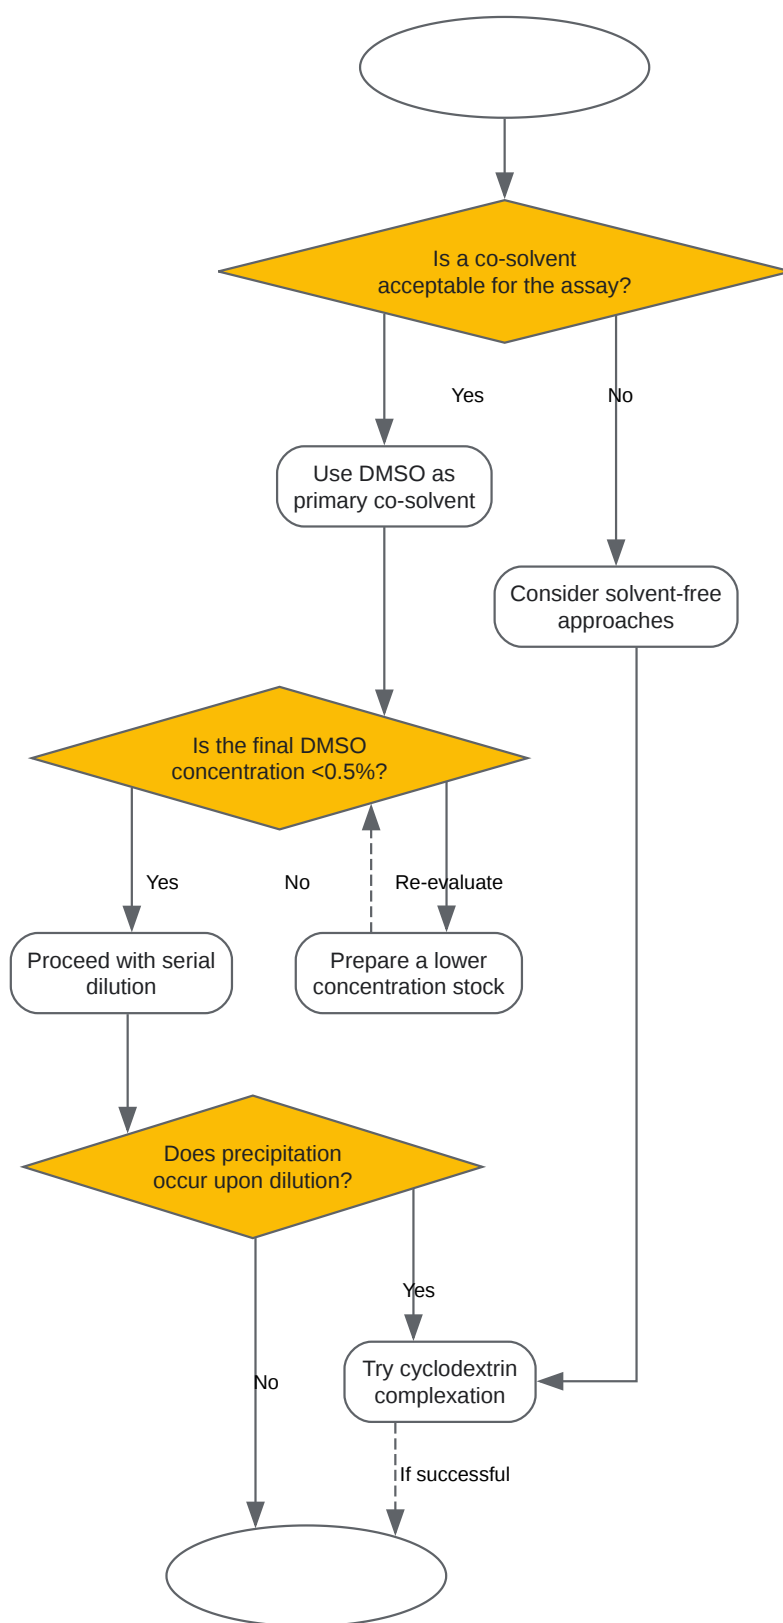 Is a co-solvent
acceptable for the assay?
Yes
No
Use DMSO as
primary co-solvent
Consider solvent-free
approaches
Is the final DMSO
concentration <0.5%?
Yes
No
Re-evaluate
Proceed with serial
dilution
Prepare a lower
concentration stock
Does precipitation
occur upon dilution?
Yes
Try cyclodextrin
complexation
No
If successful